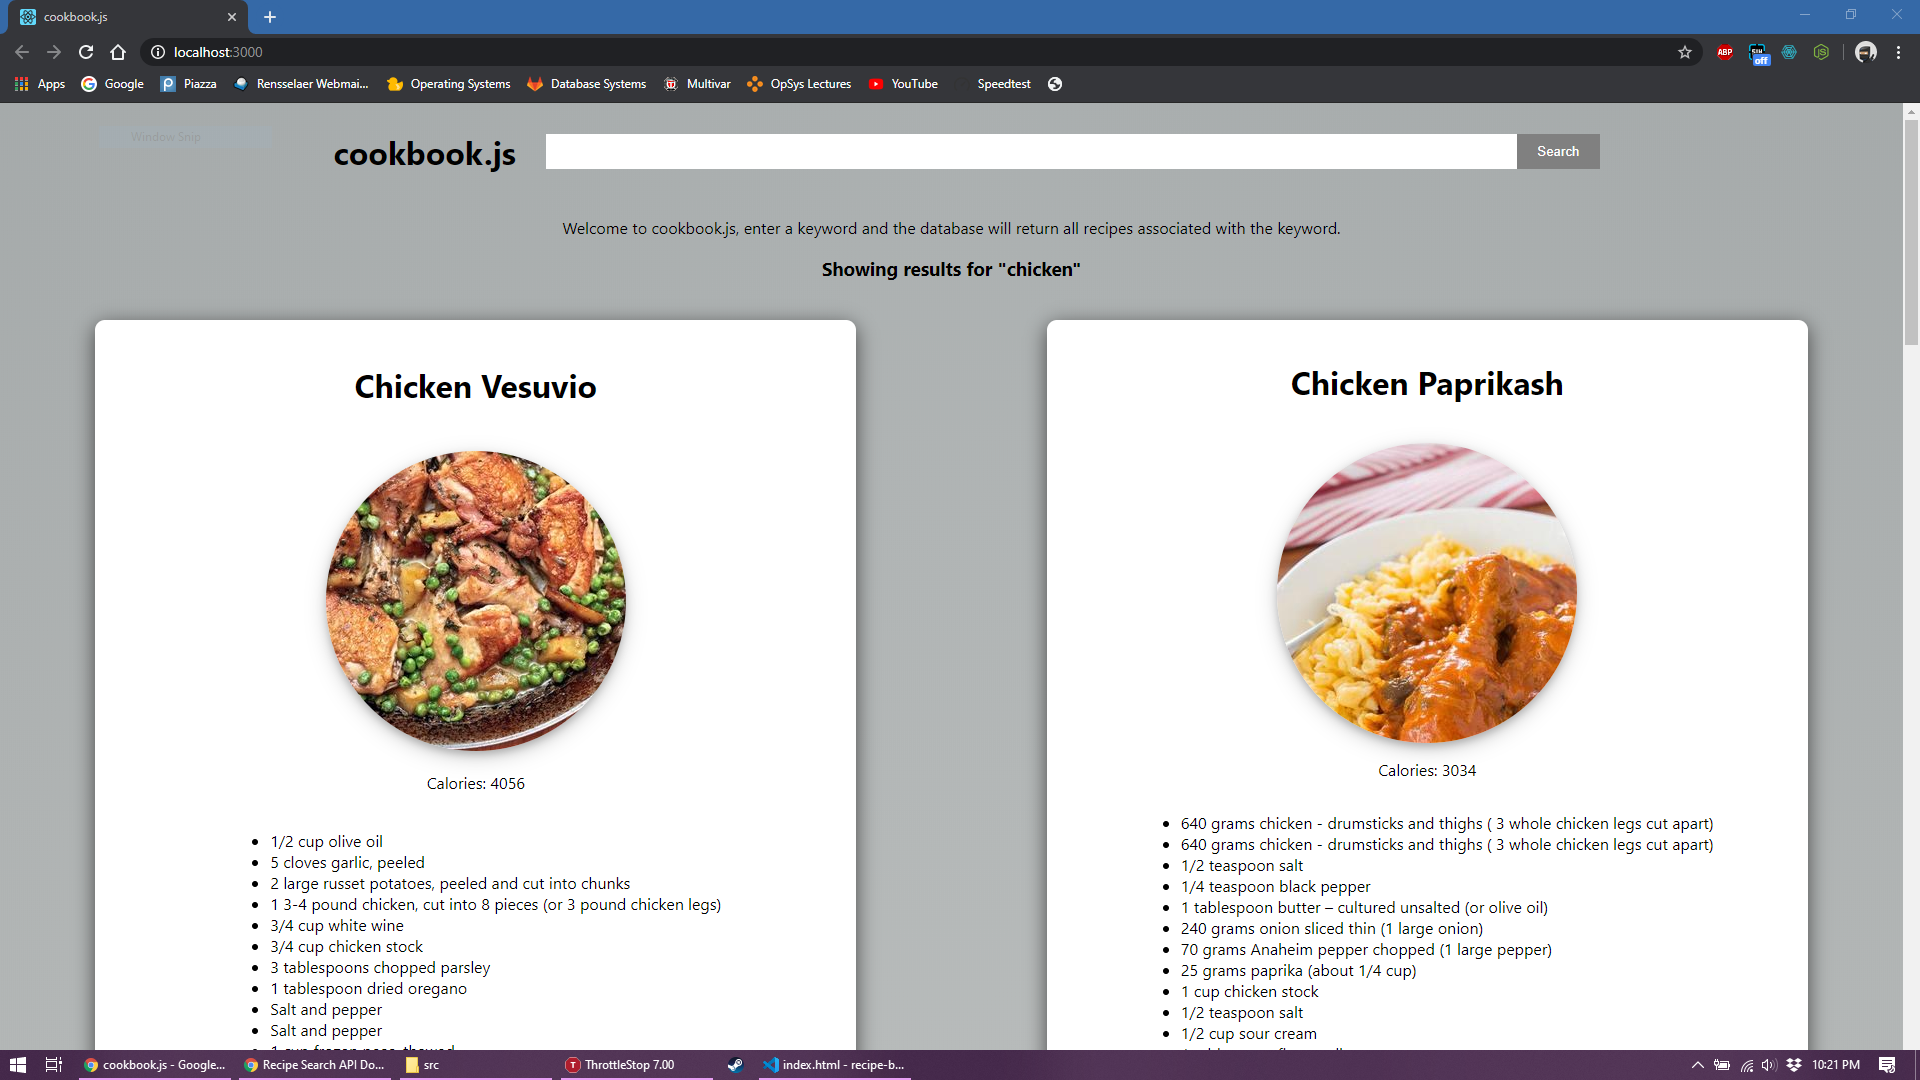 cookbook.js
localhost:3000
ABP
off
Apps
Google
Piazza
Rensselaer Webmai...
Operating Systems
Database Systems
Multivar
OpSys Lectures
YouTube
Speedtest
Window Snip
cookbook.js
Search
Welcome to cookbook.js, enter a keyword and the database will return all recipes associated with the keyword.
Showing results for "chicken"
Chicken Vesuvio
Calories: 4056
1/2 cup olive oil
5 cloves garlic, peeled
2 large russet potatoes, peeled and cut into chunks
1 3-4 pound chicken, cut into 8 pieces (or 3 pound chicken legs)
3/4 cup white wine
3/4 cup chicken stock
3 tablespoons chopped parsley
1 tablespoon dried oregano
Salt and pepper
Salt and pepper
Chicken Paprikash
Calories: 3034
640 grams chicken - drumsticks and thighs ( 3 whole chicken legs cut apart)
640 grams chicken - drumsticks and thighs ( 3 whole chicken legs cut apart)
1/2 teaspoon salt
1/4 teaspoon black pepper
1 tablespoon butter – cultured unsalted (or olive oil)
240 grams onion sliced thin (1 large onion)
70 grams Anaheim pepper chopped (1 large pepper)
25 grams paprika (about 1/4 cup)
1 cup chicken stock
1/2 teaspoon salt
1/2 cup sour cream
cookbook.js - Google...
Recipe Search API Do...
src
ThrottleStop 7.00
index.html - recipe-b...
10:21 PM